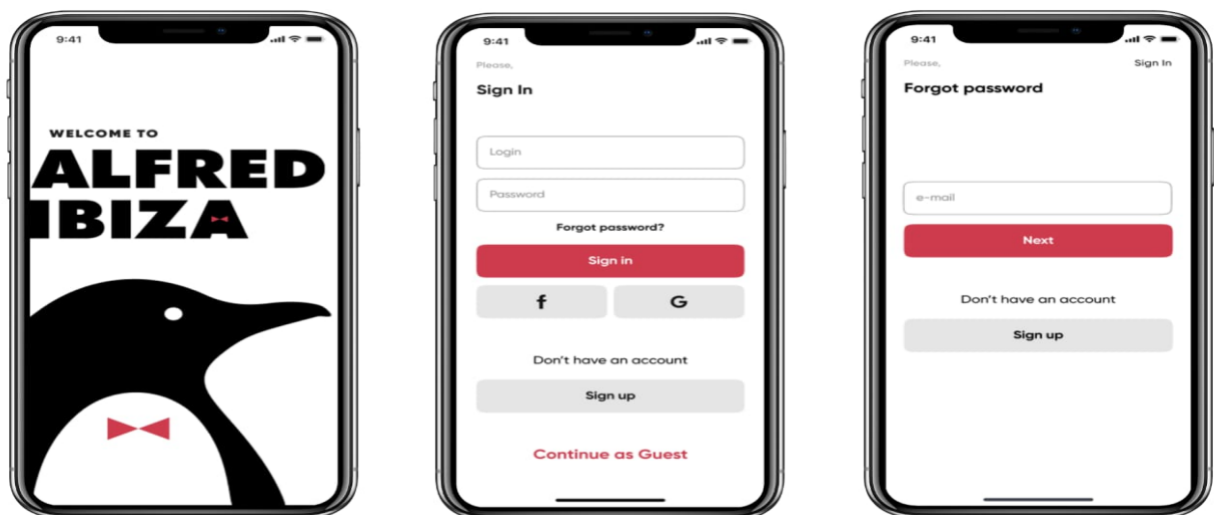 9:41
WELCOME TO
ALFRED
IBIZA
9:41
Please,
Sign In
Login
Password
Forgot password?
Sign in
f G
Don't have an account
Sign up
Continue as Guest
9:41
Please, Sign In
Forgot password
e-mail
Next
Don't have an account
Sign up